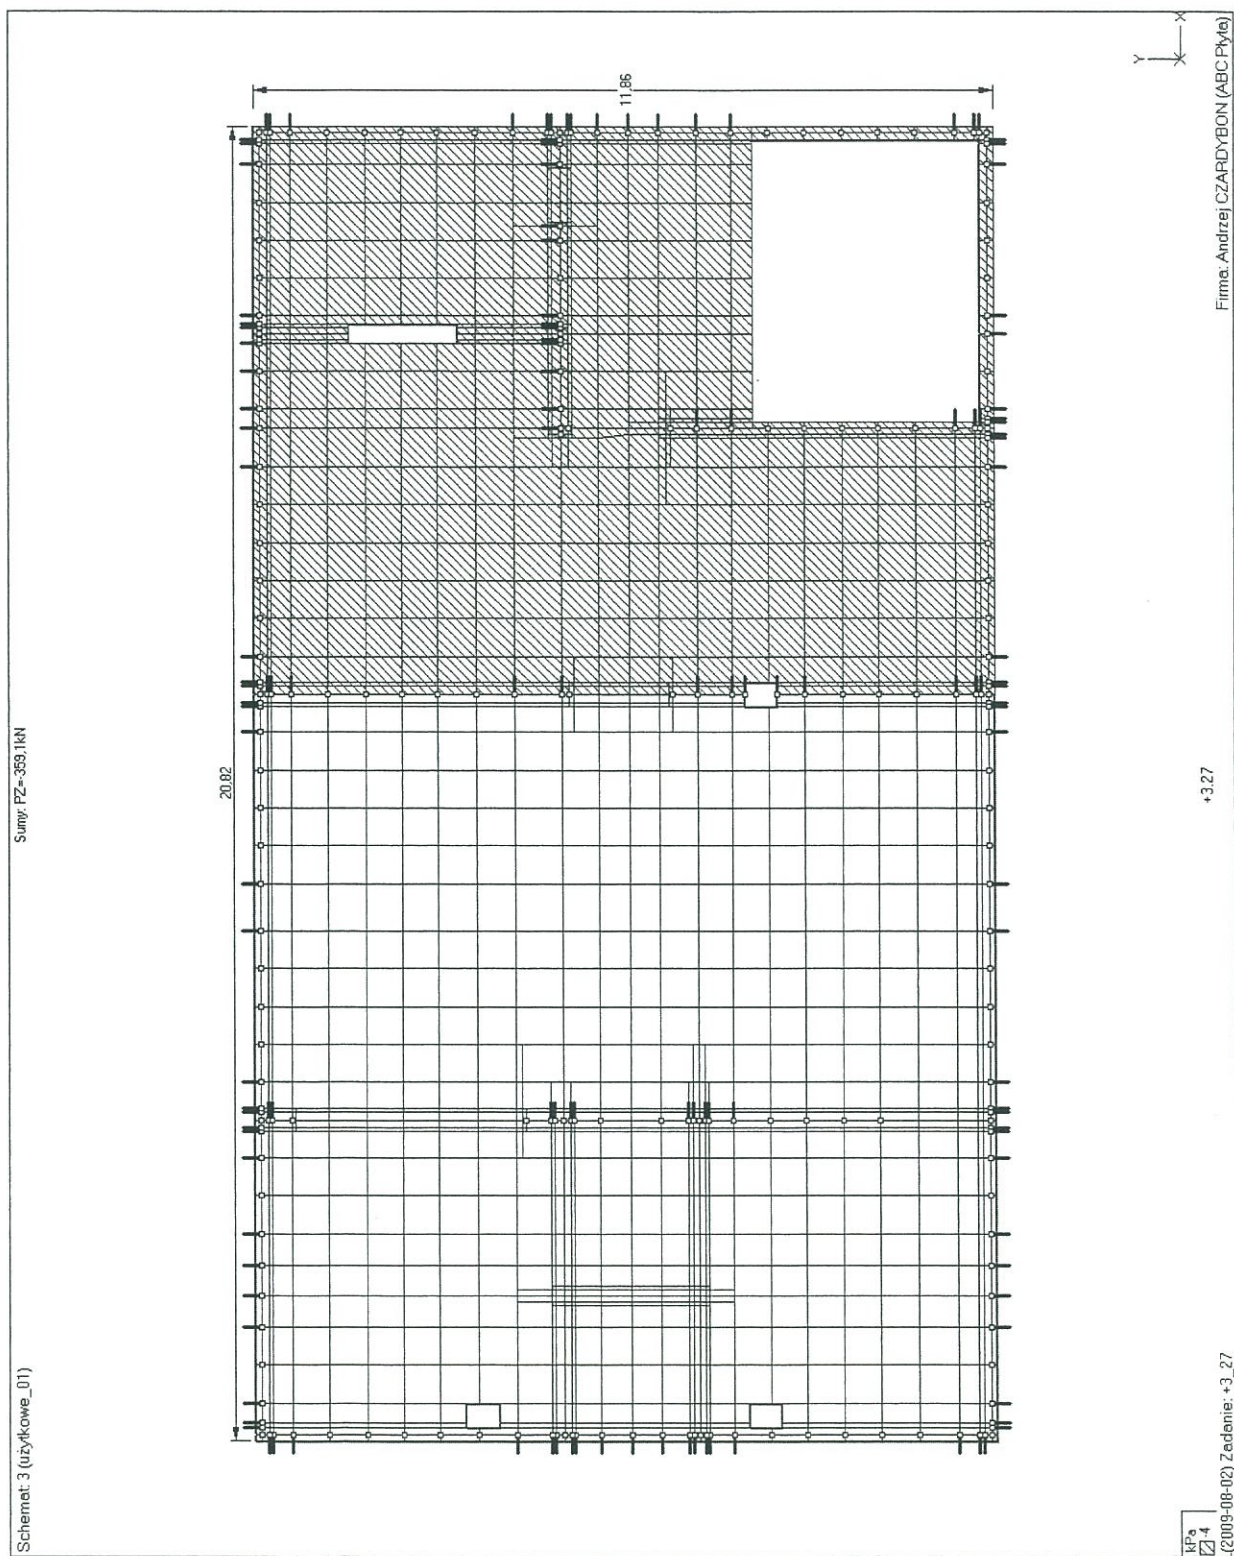 Schemat: 3 (użytkowe_01)
Sumy: PZ=-359,1kN
20,82
11,86
Y
X
kPa
-4
+3.27
(2009-08-02) Zadanie: +3_27
Firma: Andrzej CZARDYBON (ABC Płyta)